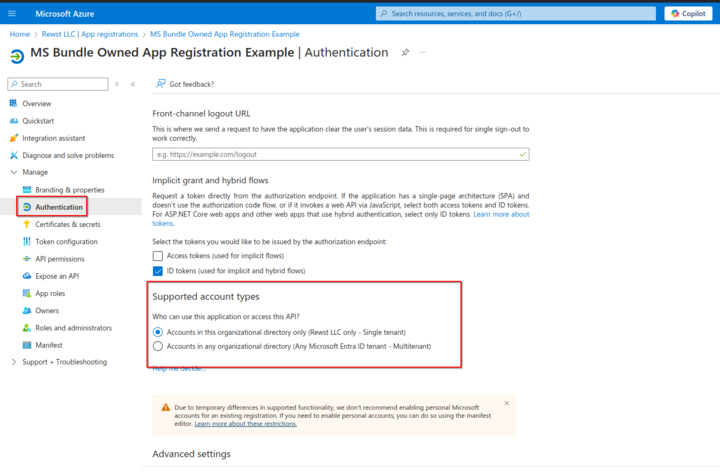 Microsoft Azure
Search resources, services, and docs (G+/)
Copilot
Home > Rewst LLC | App registrations > MS Bundle Owned App Registration Example
MS Bundle Owned App Registration Example | Authentication
Search
Got feedback?
Overview
Quickstart
Integration assistant
Diagnose and solve problems
Manage
Branding & properties
Authentication
Certificates & secrets
Token configuration
API permissions
Expose an API
App roles
Owners
Roles and administrators
Manifest
Support + Troubleshooting
Front-channel logout URL
This is where we send a request to have the application clear the user's session data. This is required for single sign-out to
work correctly.
e.g. https://example.com/logout
Implicit grant and hybrid flows
Request a token directly from the authorization endpoint. If the application has a single-page architecture (SPA) and
doesn't use the authorization code flow, or if it invokes a web API via JavaScript, select both access tokens and ID tokens.
For ASP.NET Core web apps and other web apps that use hybrid authentication, select only ID tokens. Learn more about
tokens.
Select the tokens you would like to be issued by the authorization endpoint:
Access tokens (used for implicit flows)
ID tokens (used for implicit and hybrid flows)
Supported account types
Who can use this application or access this API?
Accounts in this organizational directory only (Rewst LLC only - Single tenant)
Accounts in any organizational directory (Any Microsoft Entra ID tenant - Multitenant)
Help me decide...
Due to temporary differences in supported functionality, we don't recommend enabling personal Microsoft
accounts for an existing registration. If you need to enable personal accounts, you can do so using the manifest
editor. Learn more about these restrictions.
Advanced settings